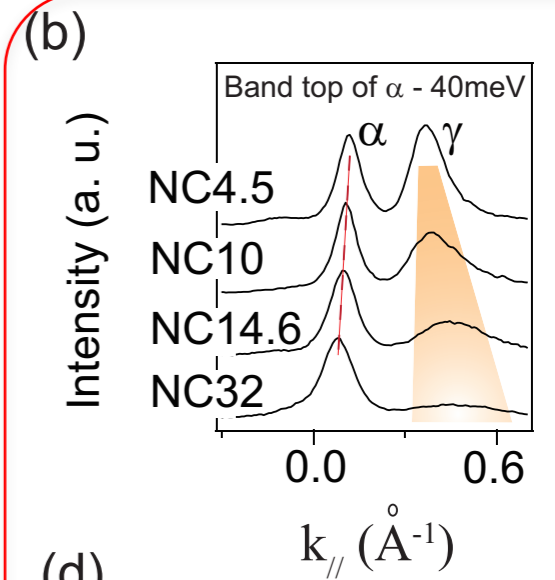 (b)
Band top of α - 40meV
α γ
NC4.5
NC10
NC14.6
NC32
Intensity (a. u.)
0.0 0.6
k// (Å-1)
(d)